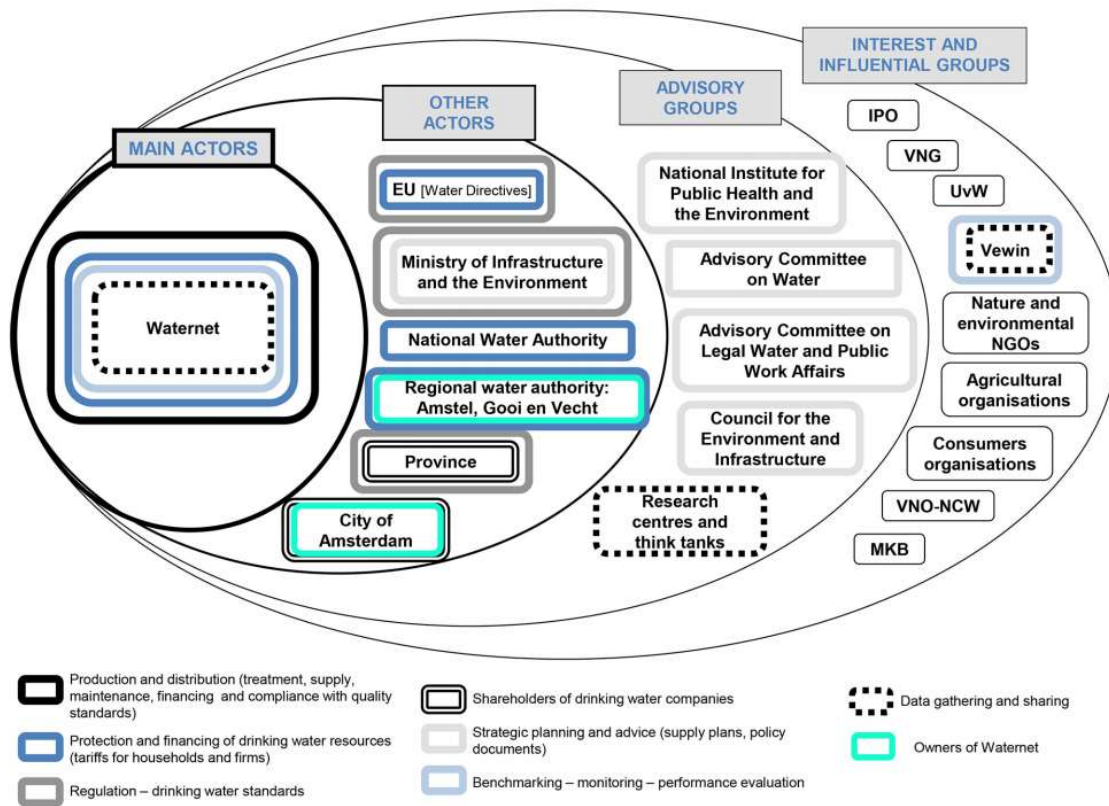 INTEREST AND
INFLUENTIAL GROUPS
ADVISORY
GROUPS
OTHER
ACTORS
MAIN ACTORS
Waternet
EU [Water Directives]
Ministry of Infrastructure
and the Environment
National Water Authority
Regional water authority:
Amstel, Gooi en Vecht
Province
City of
Amsterdam
National Institute for
Public Health and
the Environment
Advisory Committee
on Water
Advisory Committee on
Legal Water and Public
Work Affairs
Council for the
Environment and
Infrastructure
Research
centres and
think tanks
IPO
VNG
UvW
Vewin
Nature and
environmental
NGOs
Agricultural
organisations
Consumers
organisations
VNO-NCW
MKB
Production and distribution (treatment, supply,
maintenance, financing and compliance with quality
standards)
Protection and financing of drinking water resources
(tariffs for households and firms)
Regulation – drinking water standards
Shareholders of drinking water companies
Strategic planning and advice (supply plans, policy
documents)
Benchmarking – monitoring – performance evaluation
Data gathering and sharing
Owners of Waternet